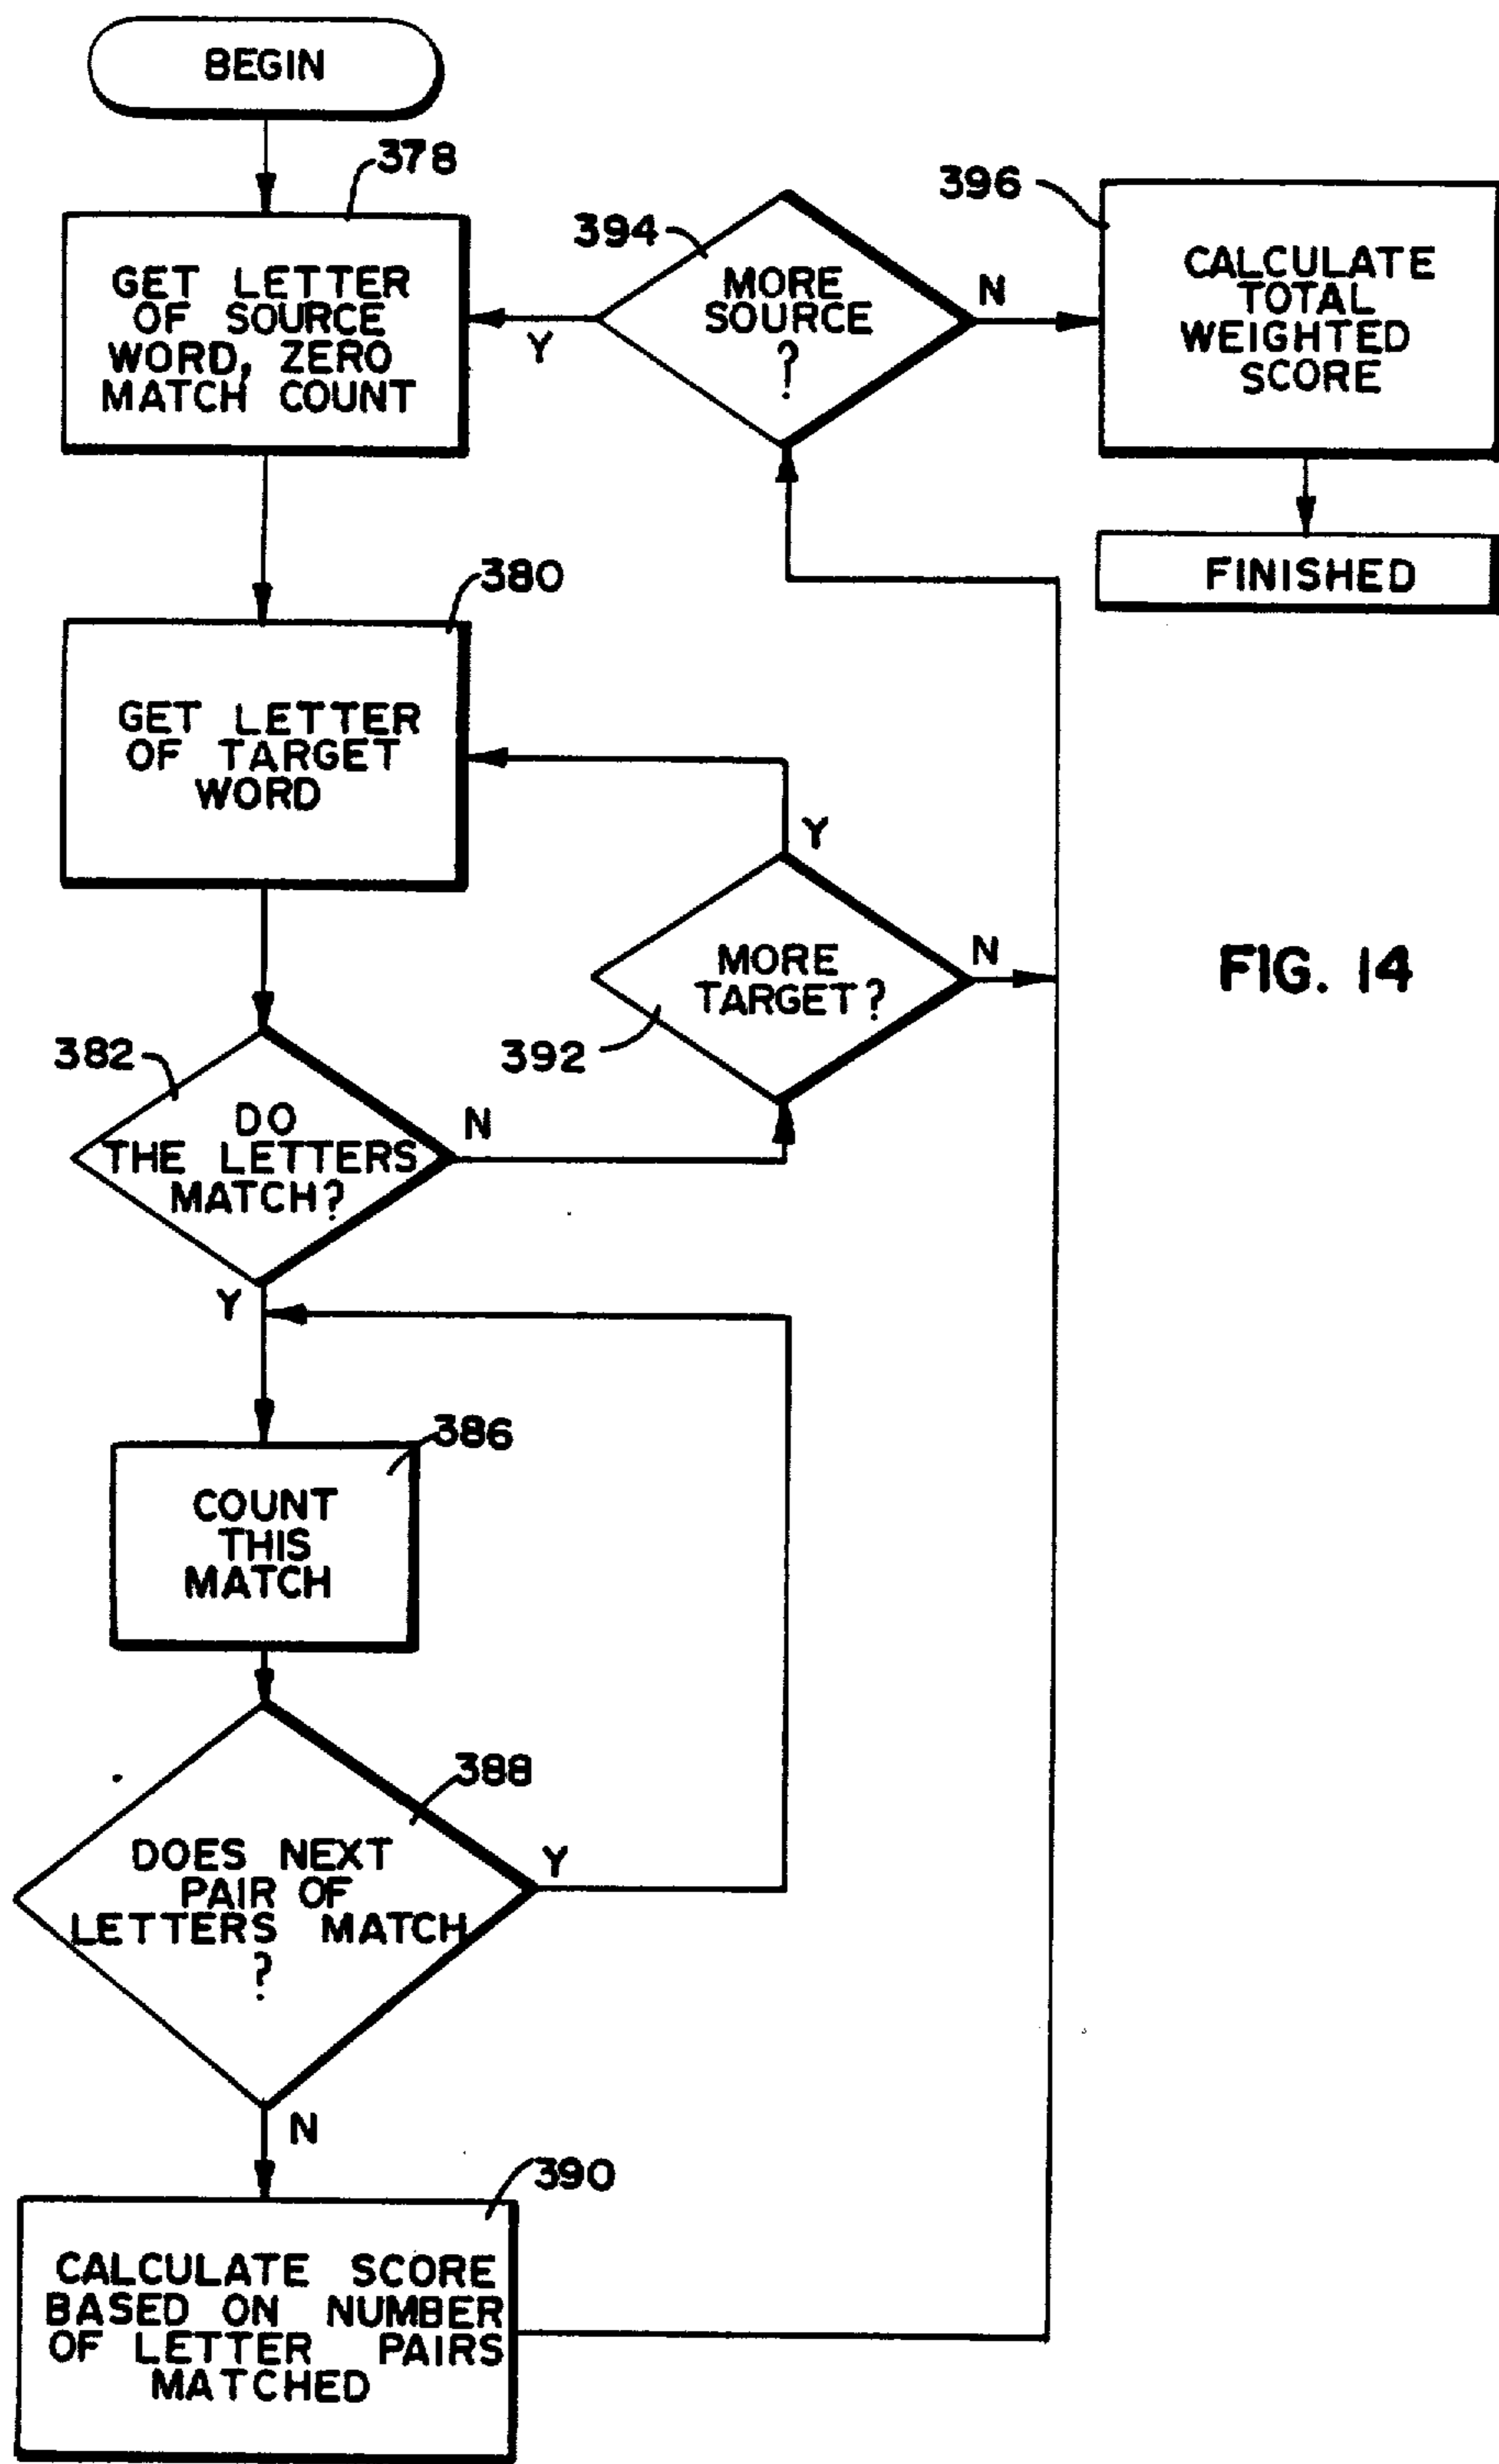 BEGIN
378
GET LETTER
OF SOURCE
WORD, ZERO
MATCH COUNT
394
MORE
SOURCE
?
Y
N
396
CALCULATE
TOTAL
WEIGHTED
SCORE
FINISHED
380
GET LETTER
OF TARGET
WORD
Y
MORE
TARGET?
N
392
FIG. 14
382
DO
THE LETTERS
MATCH?
N
Y
386
COUNT
THIS
MATCH
388
DOES NEXT
PAIR OF
LETTERS MATCH
?
Y
N
390
CALCULATE SCORE
BASED ON NUMBER
OF LETTER PAIRS
MATCHED